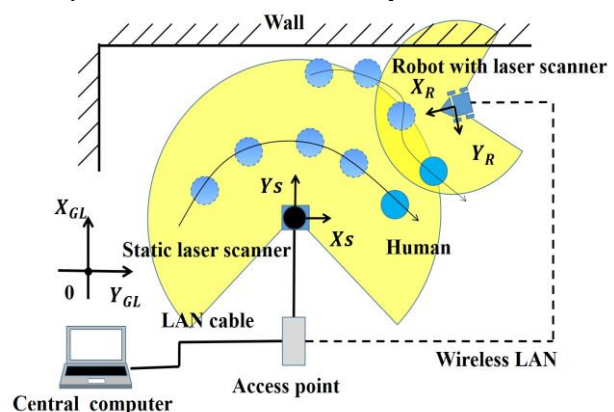 Wall
Robot with laser scanner
X_R
Y_R
Ys
Xs
Static laser scanner
Human
X_GL
0
Y_GL
LAN cable
Wireless LAN
Access point
Central computer